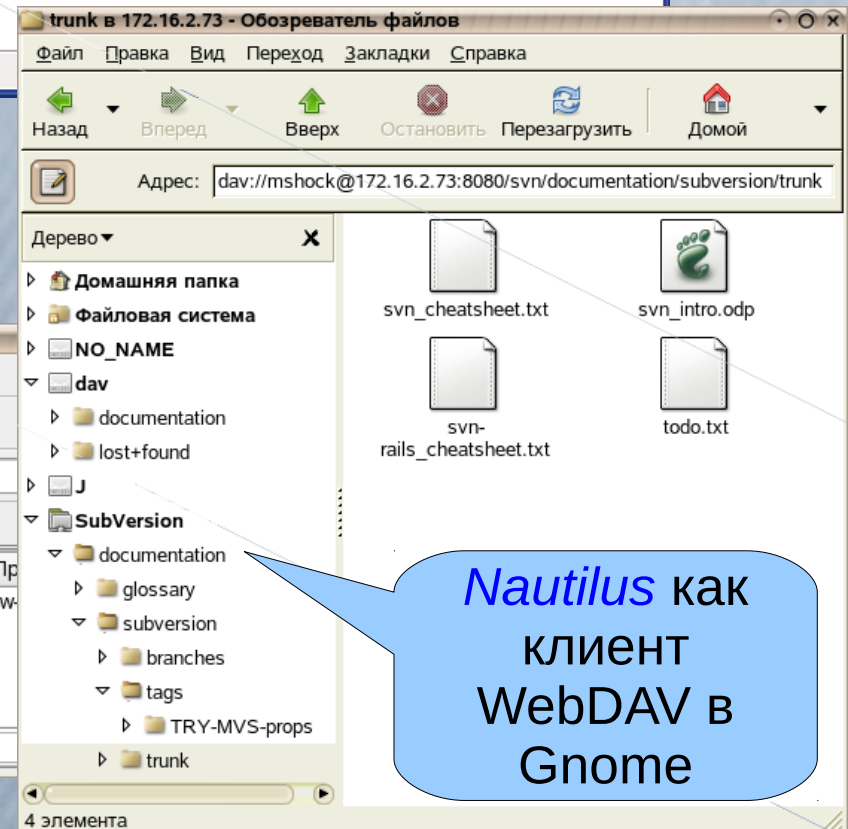 trunk в 172.16.2.73 - Обозреватель файлов
Файл Правка Вид Переход Закладки Справка
Назад Вперед Вверх Остановить Перезагрузить Домой
Адрес: dav://mshock@172.16.2.73:8080/svn/documentation/subversion/trunk
Дерево
Домашняя папка
Файловая система
NO_NAME
dav
documentation
lost+found
J
SubVersion
documentation
glossary
subversion
branches
tags
TRY-MVS-props
trunk
svn_cheatsheet.txt
svn_intro.odp
svn-
rails_cheatsheet.txt
todo.txt
Nautilus как
клиент
WebDAV в
Gnome
4 элемента